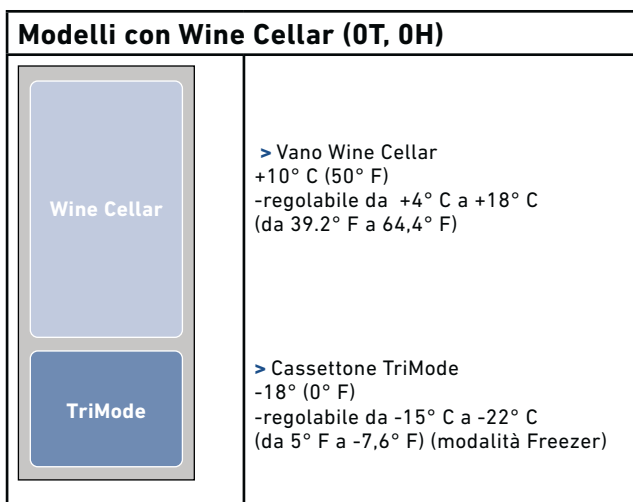 Modelli con Wine Cellar (0T, 0H)
Wine Cellar
> Vano Wine Cellar
+10° C (50° F)
-regolabile da +4° C a +18° C
(da 39.2° F a 64,4° F)
TriMode
> Cassettone TriMode
-18° (0° F)
-regolabile da -15° C a -22° C
(da 5° F a -7,6° F) (modalità Freezer)